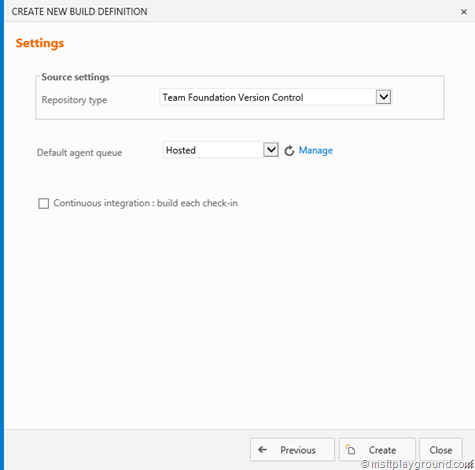 CREATE NEW BUILD DEFINITION
Settings
Source settings
Repository type Team Foundation Version Control
Default agent queue Hosted Manage
Continuous integration : build each check-in
Previous Create Close
© msftplayground.com